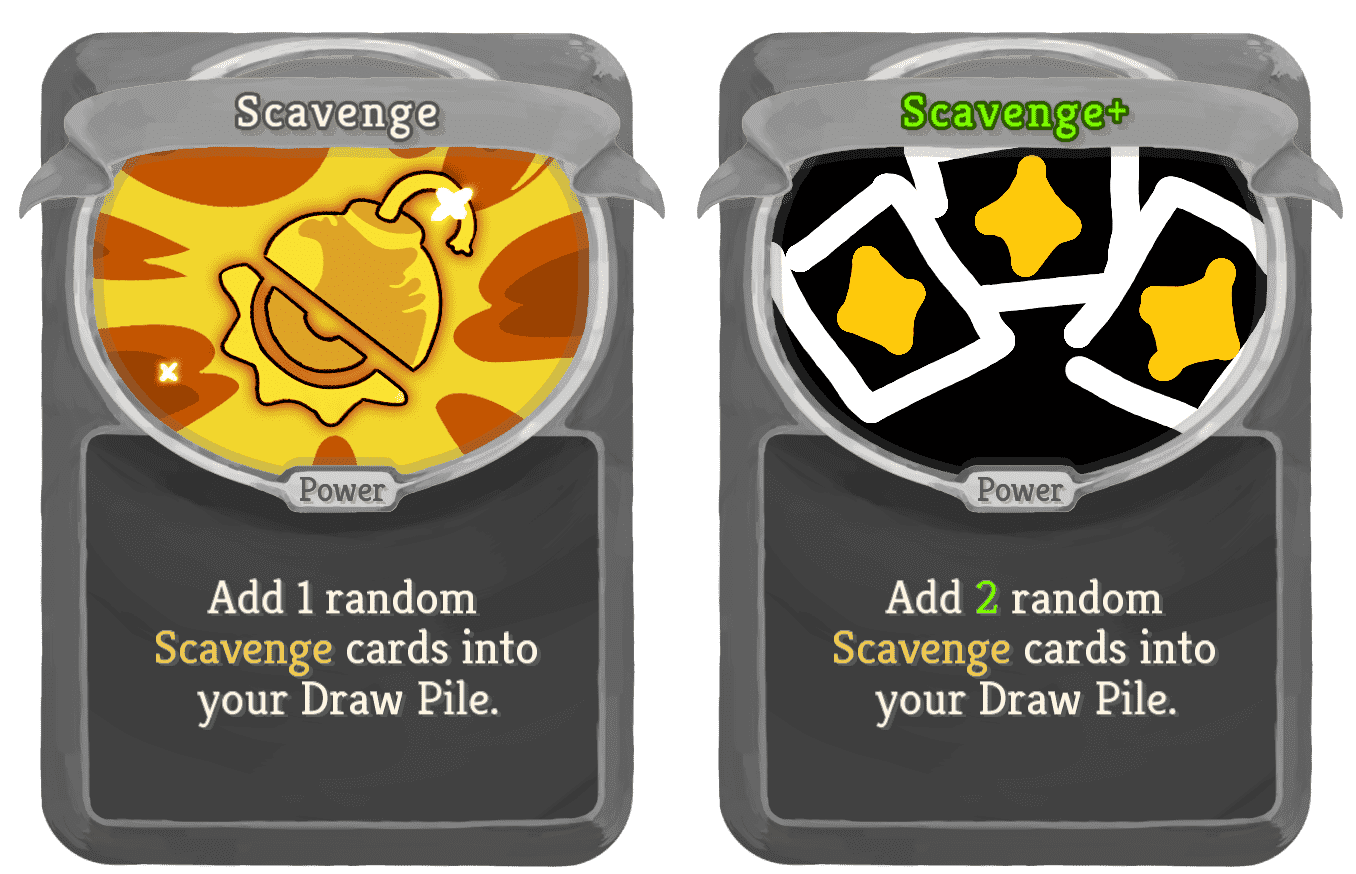 Scavenge
Power
Add 1 random
Scavenge cards into
your Draw Pile.
Scavenge+
Power
Add 2 random
Scavenge cards into
your Draw Pile.